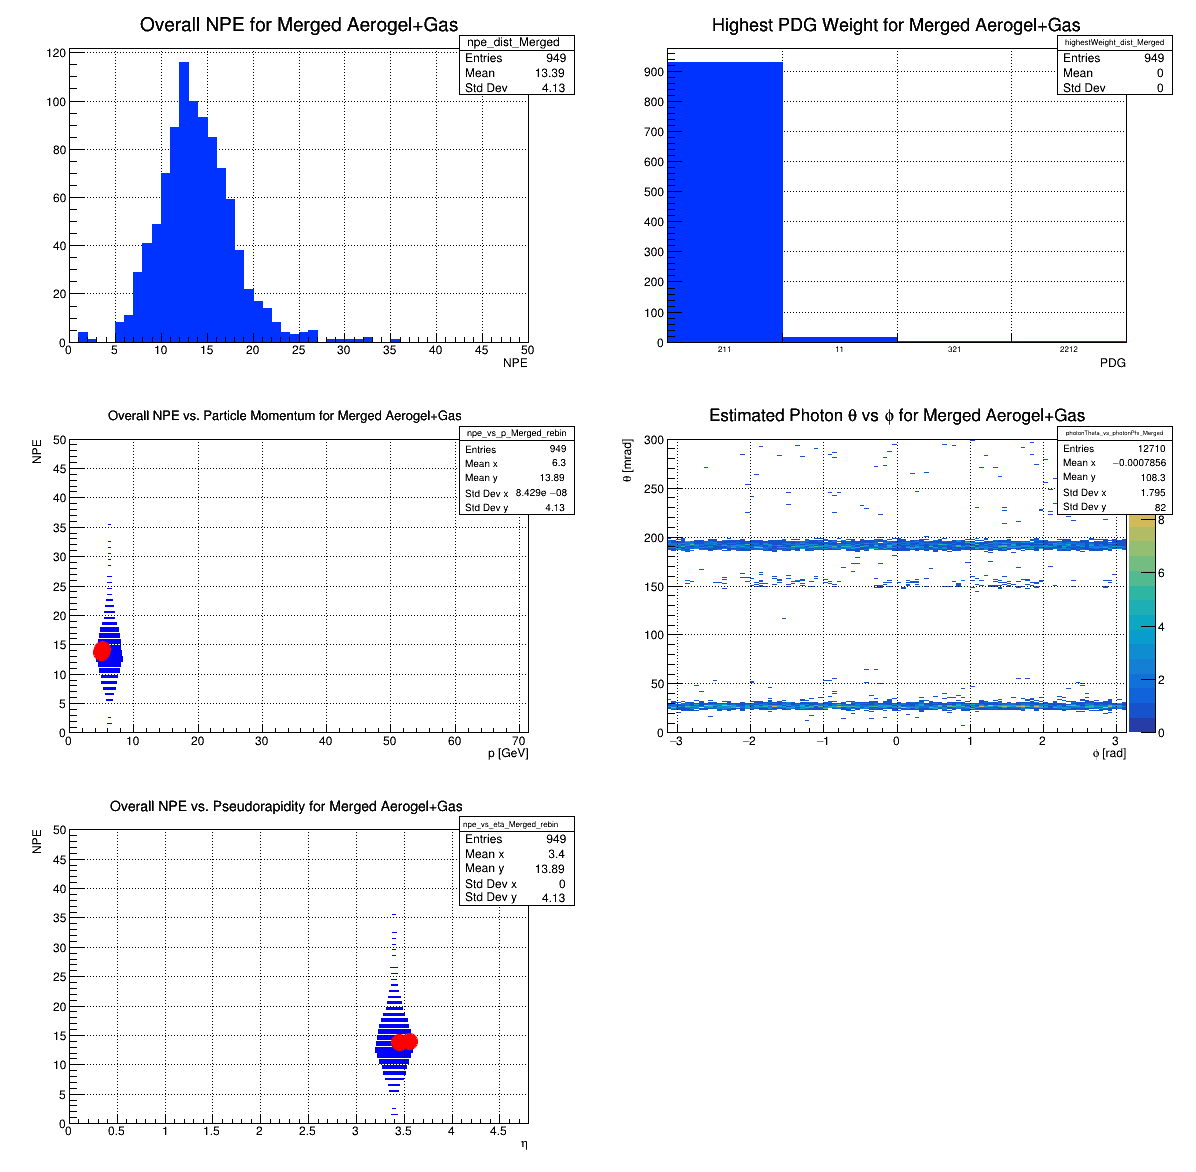 Overall NPE for Merged Aerogel+Gas
npe_dist_Merged
Entries 949
Mean 13.39
Std Dev 4.13
120
100
80
60
40
20
0
0 5 10 15 20 25 30 35 40 45 50
NPE
Highest PDG Weight for Merged Aerogel+Gas
highestWeight_dist_Merged
Entries 949
Mean 0
Std Dev 0
900
800
700
600
500
400
300
200
100
0
211 11 321 2212
PDG
Overall NPE vs. Particle Momentum for Merged Aerogel+Gas
npe_vs_p_Merged_rebin
Entries 949
Mean x 6.3
Mean y 13.89
Std Dev x 8.429e −08
Std Dev y 4.13
NPE
50
45
40
35
30
25
20
15
10
5
0
0 10 20 30 40 50 60 70
p [GeV]
Estimated Photon θ vs ϕ for Merged Aerogel+Gas
photonTheta_vs_photonPhi_Merged
Entries 12710
Mean x −0.0007856
Mean y 108.3
Std Dev x 1.795
Std Dev y 82
θ [mrad]
300
250
200
150
100
50
0
−3 −2 −1 0 1 2 3
ϕ [rad]
8
6
4
2
0
Overall NPE vs. Pseudorapidity for Merged Aerogel+Gas
npe_vs_eta_Merged_rebin
Entries 949
Mean x 3.4
Mean y 13.89
Std Dev x 0
Std Dev y 4.13
NPE
50
45
40
35
30
25
20
15
10
5
0
0 0.5 1 1.5 2 2.5 3 3.5 4 4.5
η